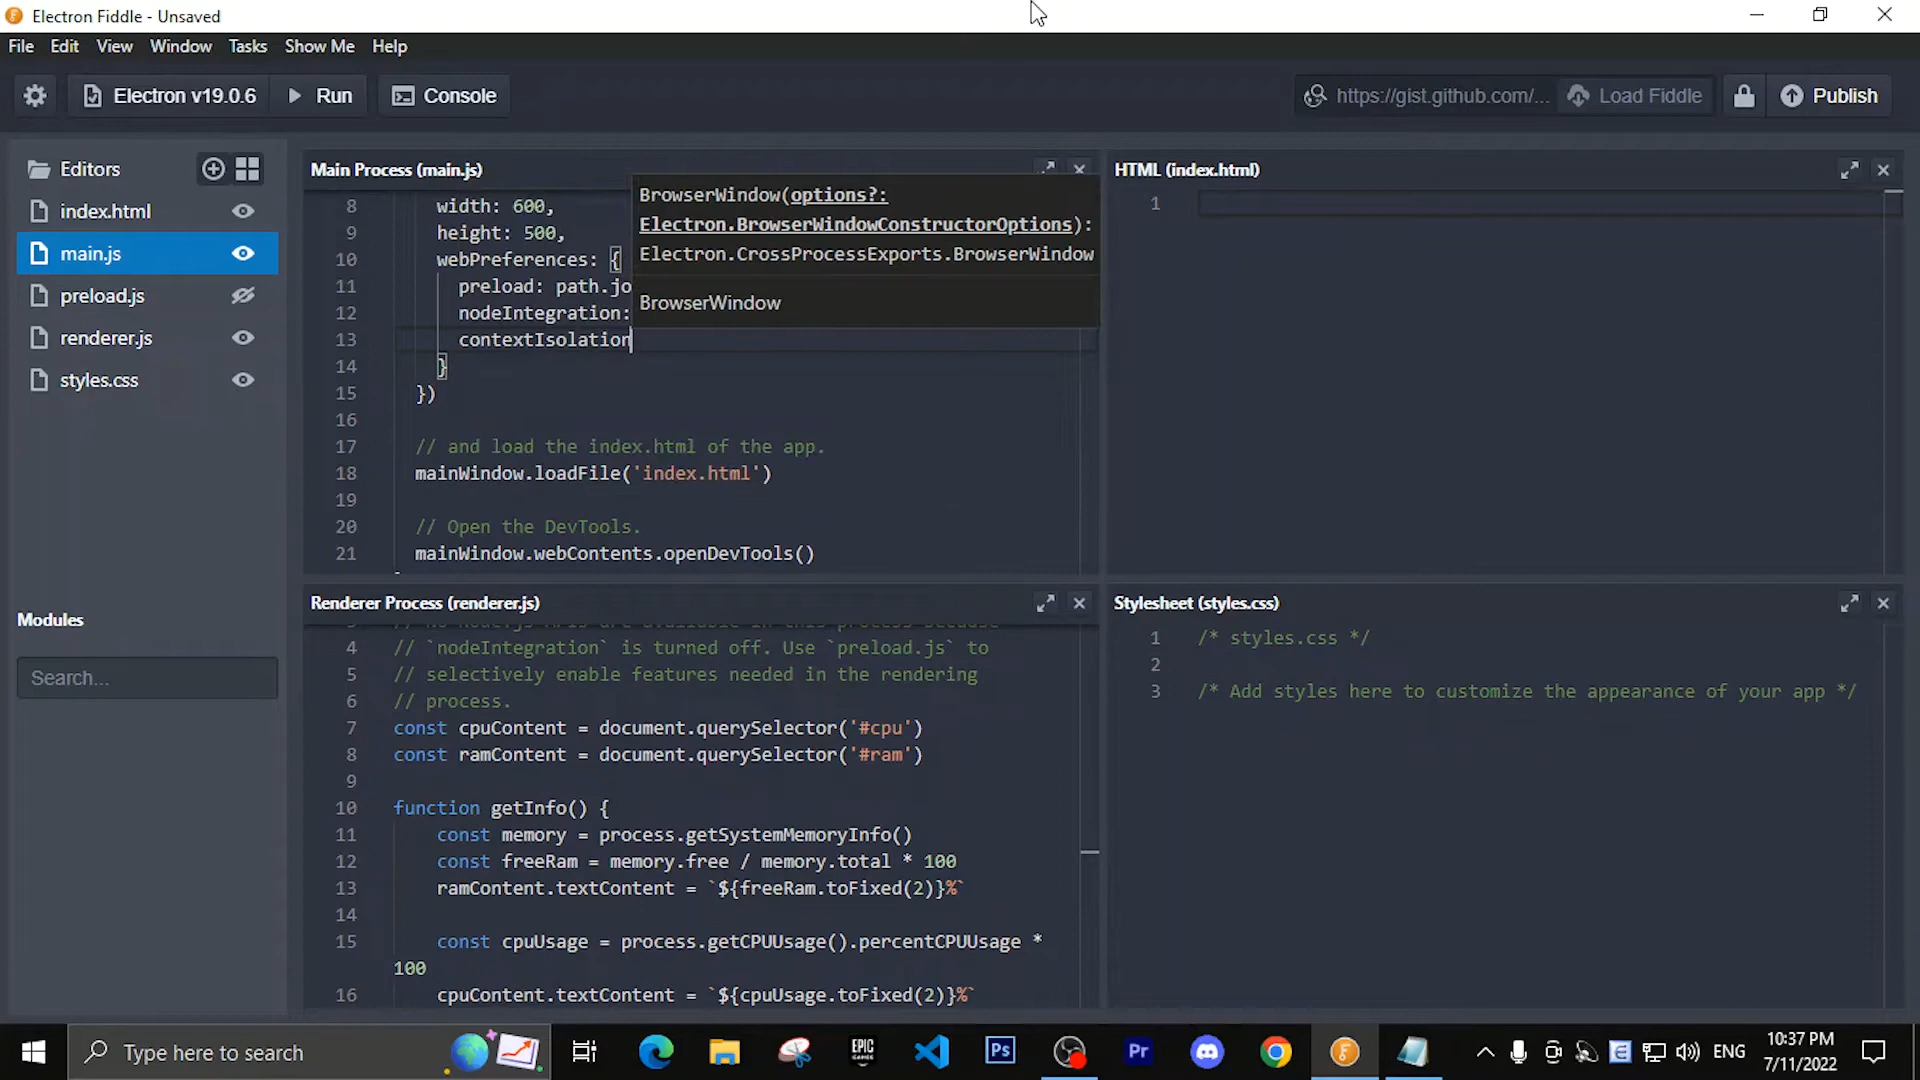 Electron Fiddle - Unsaved
File Edit View Window Tasks Show Me Help
Electron v19.0.6 Run Console https://gist.github.com/... Load Fiddle Publish
Editors
index.html
main.js
preload.js
renderer.js
styles.css
Modules
Search...
Main Process (main.js)
8 width: 600,
9 height: 500,
10 webPreferences: {
11 preload: path.jo
12 nodeIntegration:
13 contextIsolation
14 }
15 })
16
17 // and load the index.html of the app.
18 mainWindow.loadFile('index.html')
19
20 // Open the DevTools.
21 mainWindow.webContents.openDevTools()
BrowserWindow(options?:
Electron.BrowserWindowConstructorOptions):
Electron.CrossProcessExports.BrowserWindow
BrowserWindow
HTML (index.html)
1
Renderer Process (renderer.js)
4 // `nodeIntegration` is turned off. Use `preload.js` to
5 // selectively enable features needed in the rendering
6 // process.
7 const cpuContent = document.querySelector('#cpu')
8 const ramContent = document.querySelector('#ram')
9
10 function getInfo() {
11 const memory = process.getSystemMemoryInfo()
12 const freeRam = memory.free / memory.total * 100
13 ramContent.textContent = `${freeRam.toFixed(2)}%`
14
15 const cpuUsage = process.getCPUUsage().percentCPUUsage *
100
16 cpuContent.textContent = `${cpuUsage.toFixed(2)}%`
Stylesheet (styles.css)
1 /* styles.css */
2
3 /* Add styles here to customize the appearance of your app */
Type here to search
EPIC GAMES
Ps
Pr
ENG
10:37 PM
7/11/2022